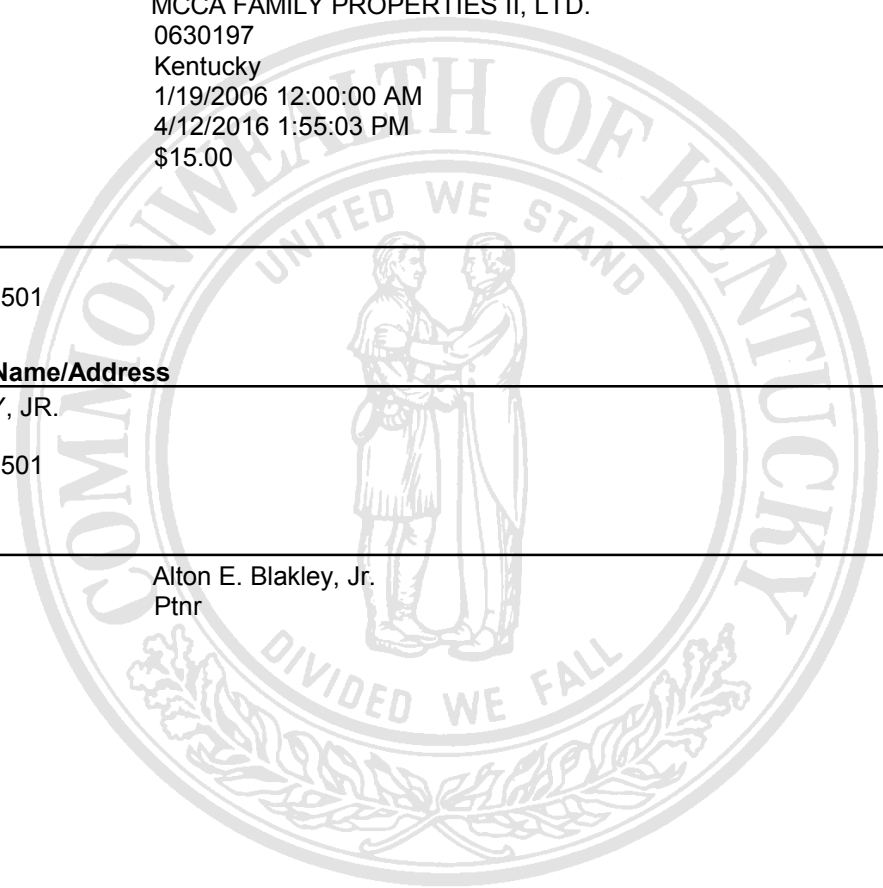 MCCA FAMILY PROPERTIES II, LTD.
0630197
Kentucky
1/19/2006 12:00:00 AM
4/12/2016 1:55:03 PM
$15.00
COMMONWEALTH OF KENTUCKY
UNITED WE STAND
501
Name/Address
Y, JR.
501
Alton E. Blakley, Jr.
Ptnr
DIVIDED WE FALL